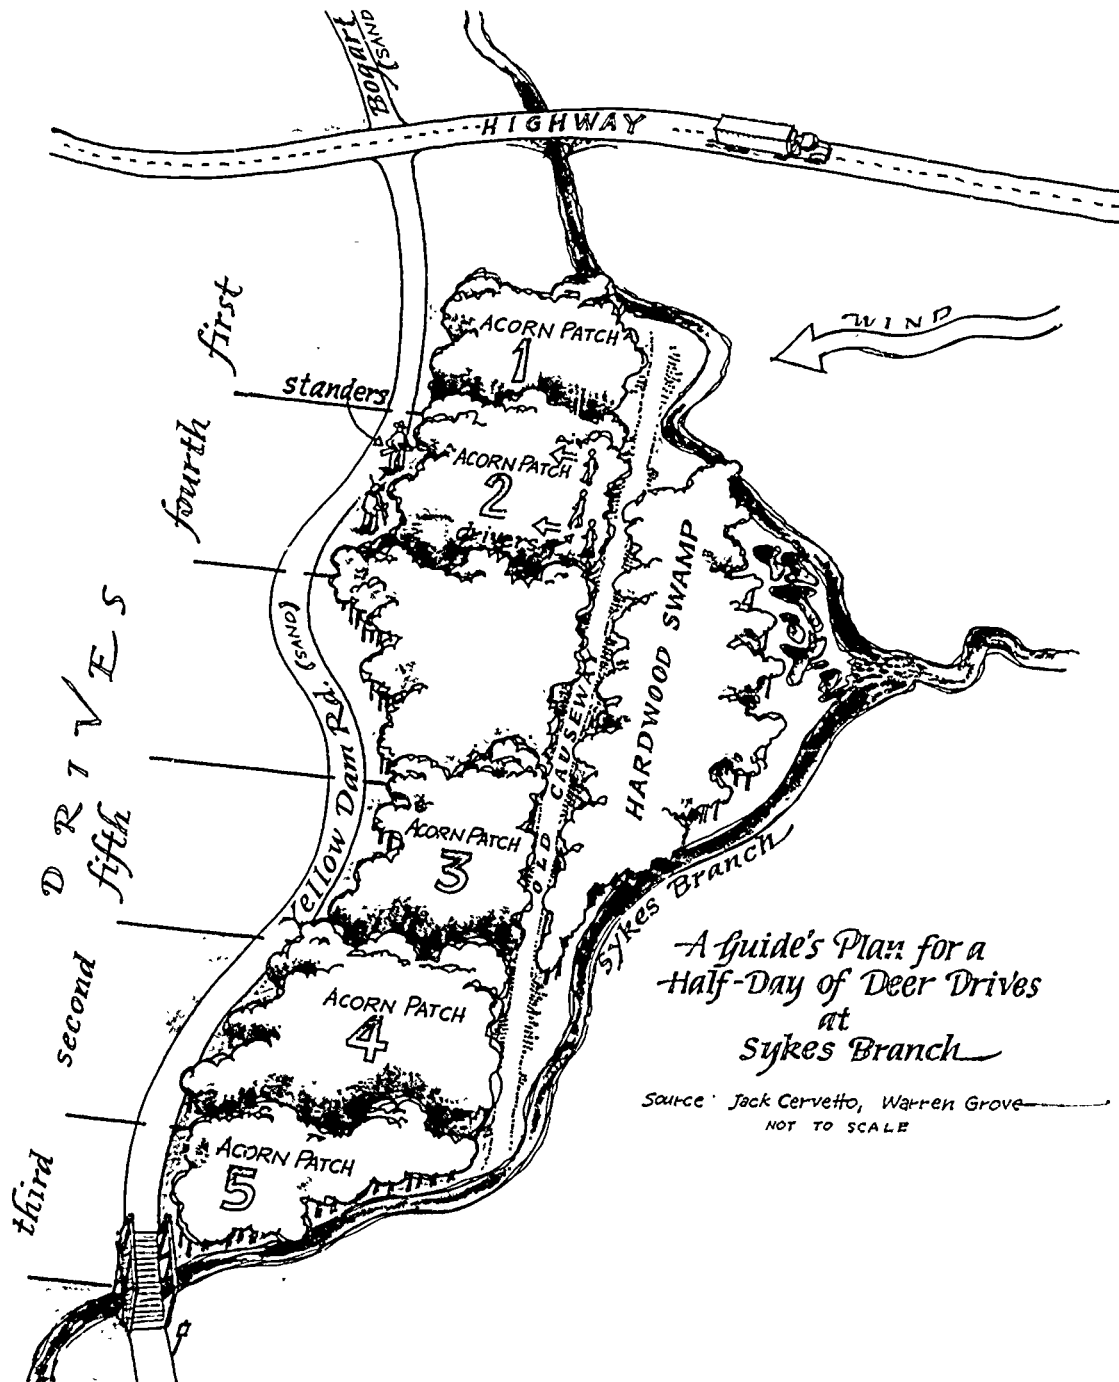 Bogart
(SAND
HIGHWAY
WIND
first
standers
ACORN PATCH
1
fourth
ACORN PATCH
2
drivers
HARDWOOD SWAMP
(SAND)
DRIVES
OLD CAUSEWAY
Yellow Dam Rd.
fifth
ACORN PATCH
3
Sykes Branch
second
ACORN PATCH
4
A Guide's Plan for a
Half-Day of Deer Drives
at
Sykes Branch
Source Jack Cervetto, Warren Grove
NOT TO SCALE
third
ACORN PATCH
5